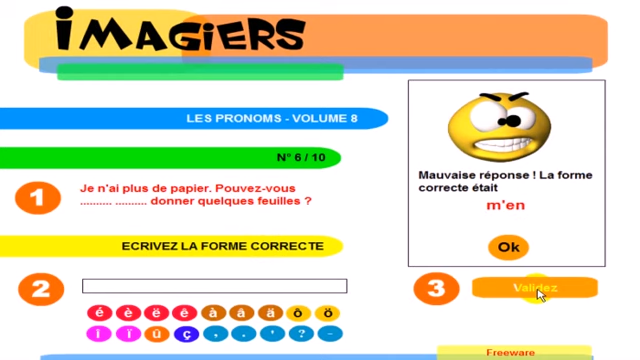 iMAGiERS
LES PRONOMS - VOLUME 8
N° 6 / 10
1
Je n'ai plus de papier. Pouvez-vous
......... ......... donner quelques feuilles ?
Mauvaise réponse ! La forme
correcte était
m'en
Ok
ECRIVEZ LA FORME CORRECTE
2
3
Validez
é è ë ê à â ä
ç , . ' ? -
Freeware